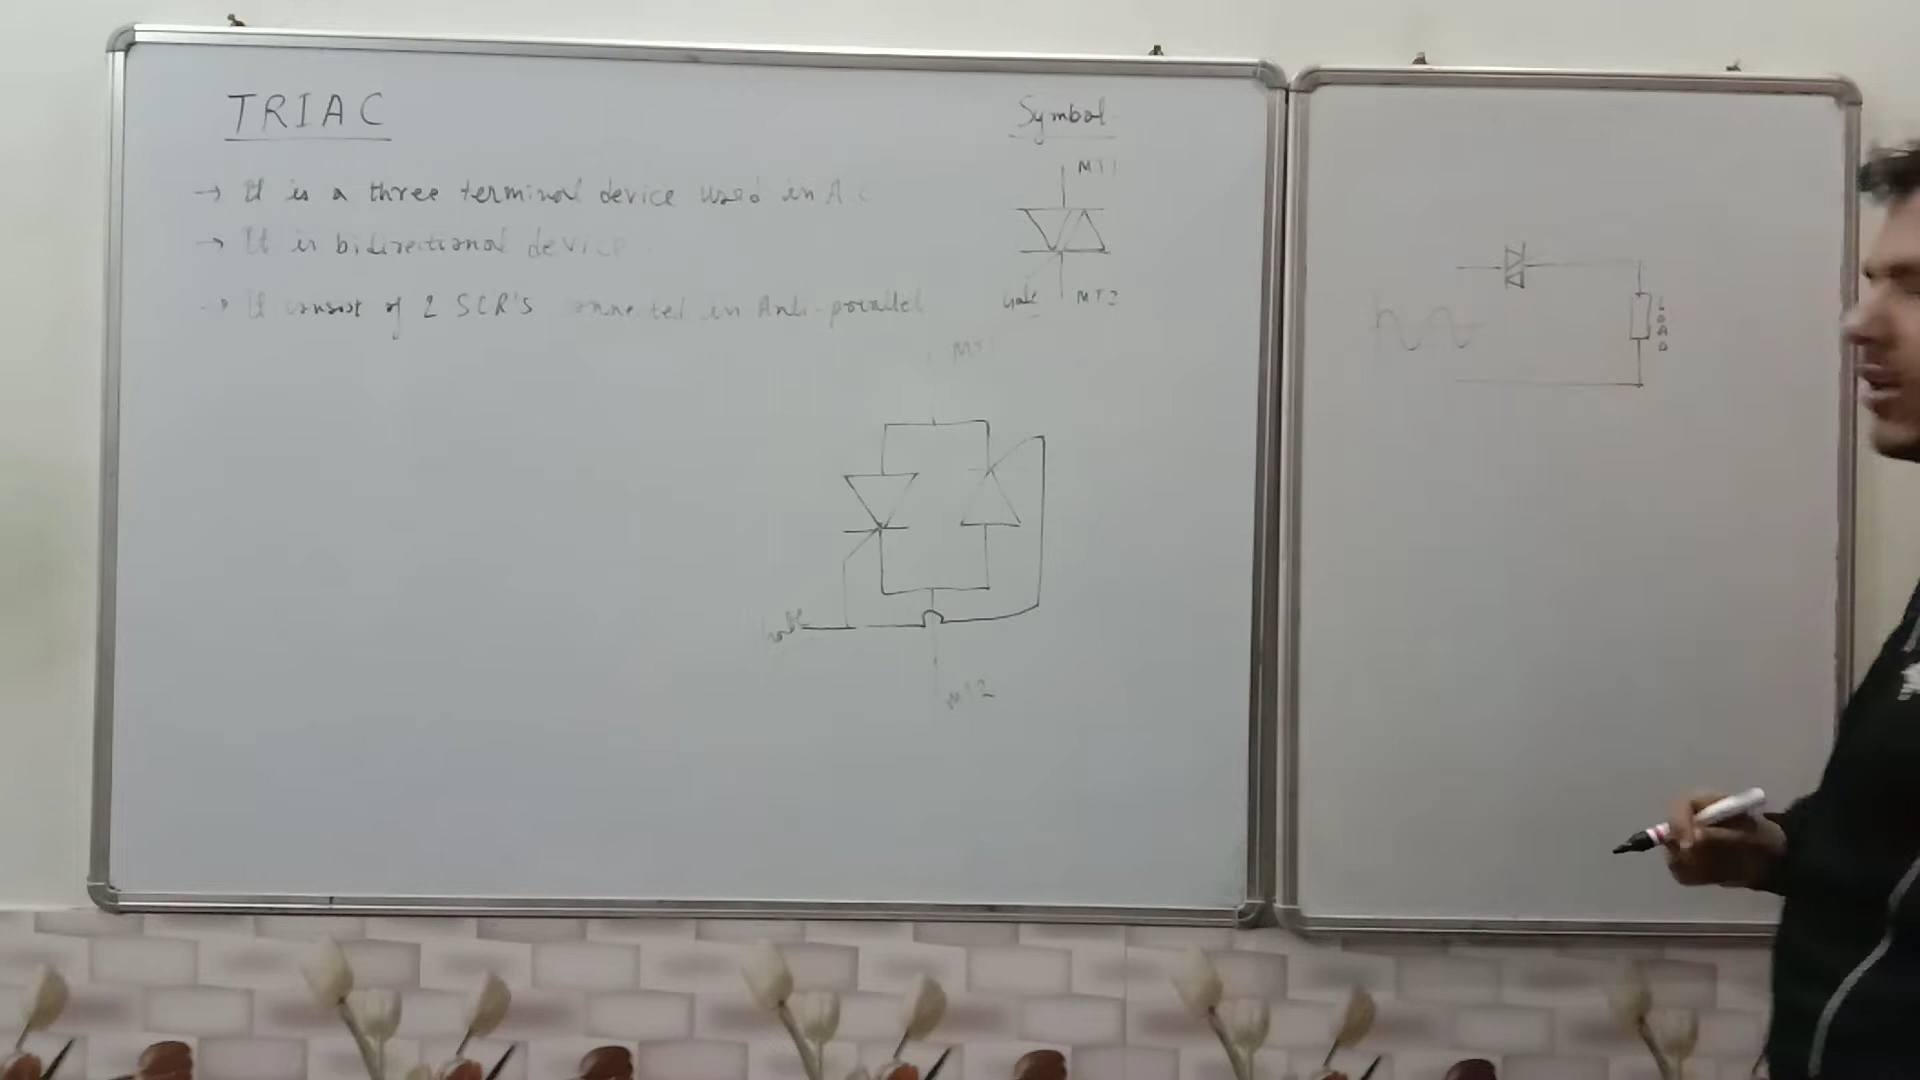 TRIAC
→ It is a three terminal device used in A C
→ It is bidirectional device.
→ It consist of 2 SCR'S connected in Anti-parallel
Symbol
MT1
Gate MT2
MT1
Gate
MT2
LOAD